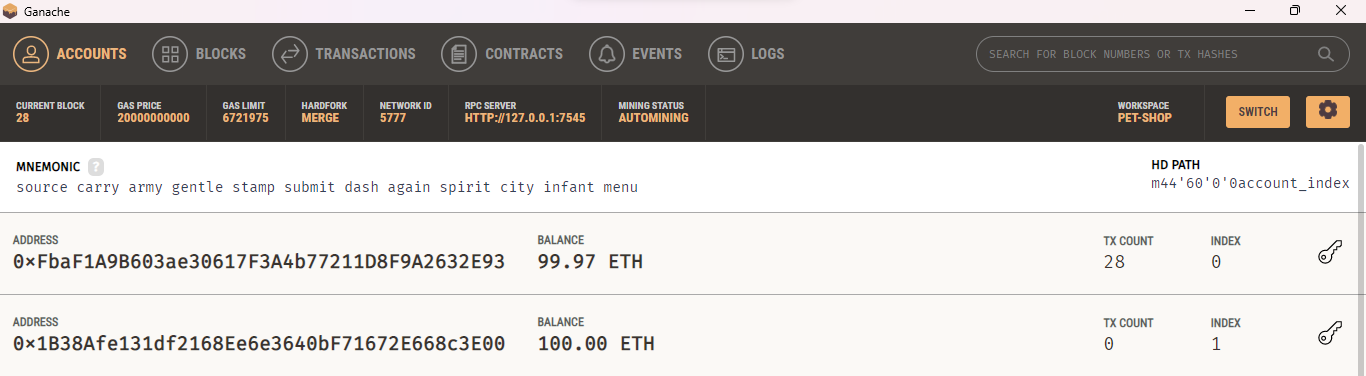 Ganache
ACCOUNTS BLOCKS TRANSACTIONS CONTRACTS EVENTS LOGS SEARCH FOR BLOCK NUMBERS OR TX HASHES
CURRENT BLOCK GAS PRICE GAS LIMIT HARDFORK NETWORK ID RPC SERVER MINING STATUS WORKSPACE
28 20000000000 6721975 MERGE 5777 HTTP://127.0.0.1:7545 AUTOMINING PET-SHOP SWITCH
MNEMONIC ? HD PATH
source carry army gentle stamp submit dash again spirit city infant menu m44'60'0'0account_index
ADDRESS BALANCE TX COUNT INDEX
0×FbaF1A9B603ae30617F3A4b77211D8F9A2632E93 99.97 ETH 28 0
ADDRESS BALANCE TX COUNT INDEX
0×1B38Afe131df2168Ee6e3640bF71672E668c3E00 100.00 ETH 0 1